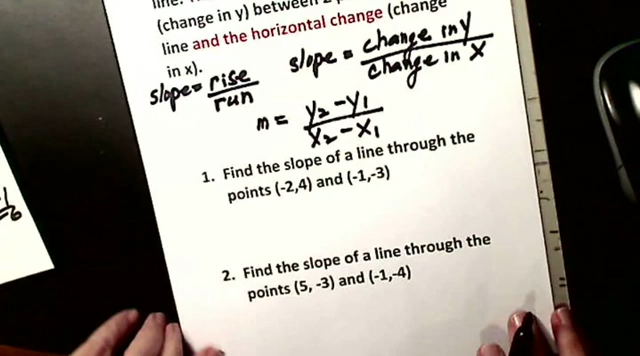 line.
(change in y) between 2
line and the horizontal change (change
in x).
slope = change in y
change in x
slope = rise
run
m = y2 - y1
x2 - x1
1. Find the slope of a line through the
points (-2,4) and (-1,-3)
2. Find the slope of a line through the
points (5, -3) and (-1,-4)